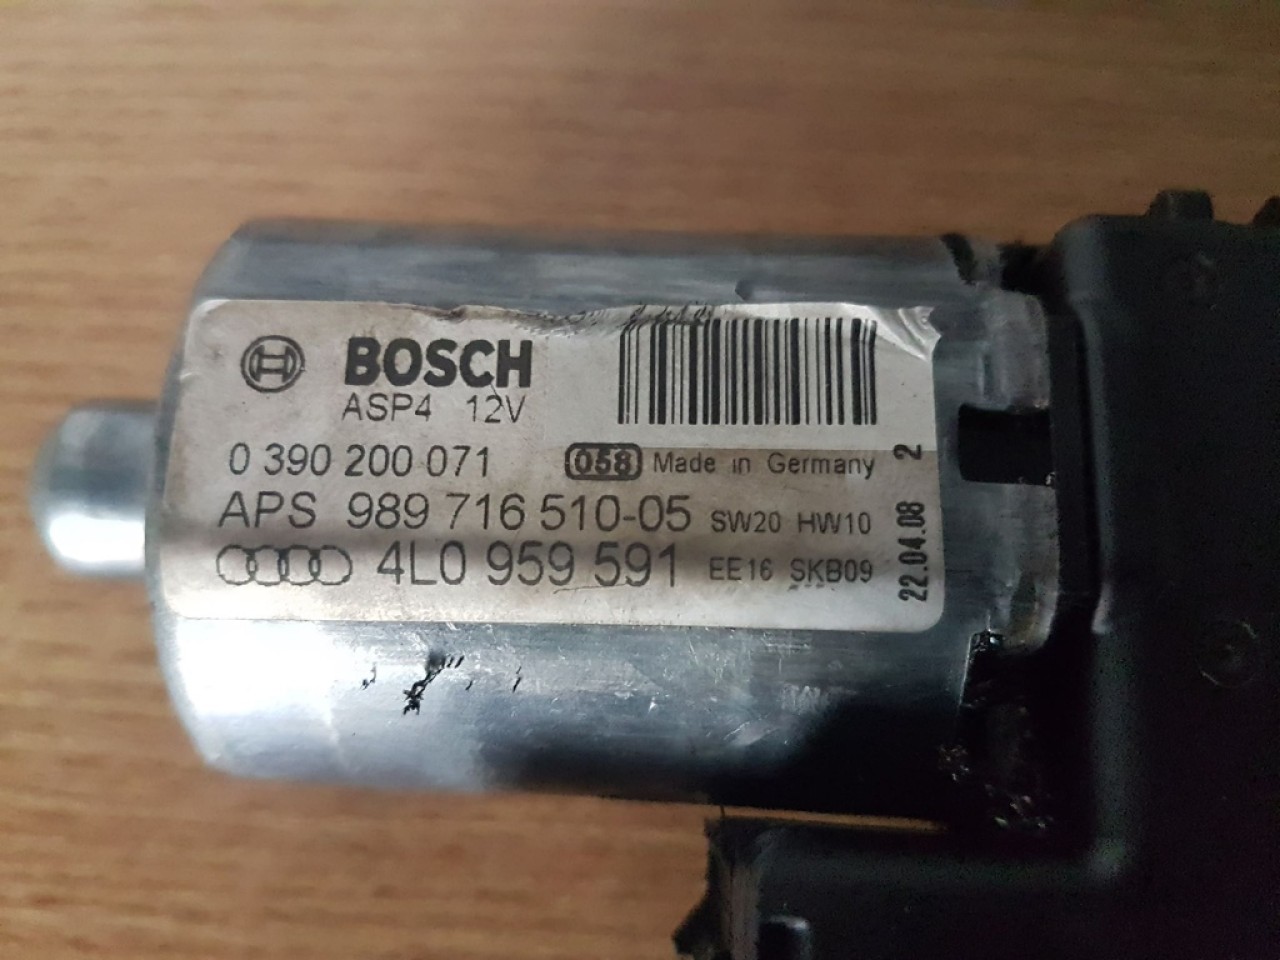 BOSCH
ASP4 12V
0 390 200 071 058 Made in Germany
APS 989 716 510-05 SW20 HW10
4L0 959 591 EE16 SKB09
22.04.08 2